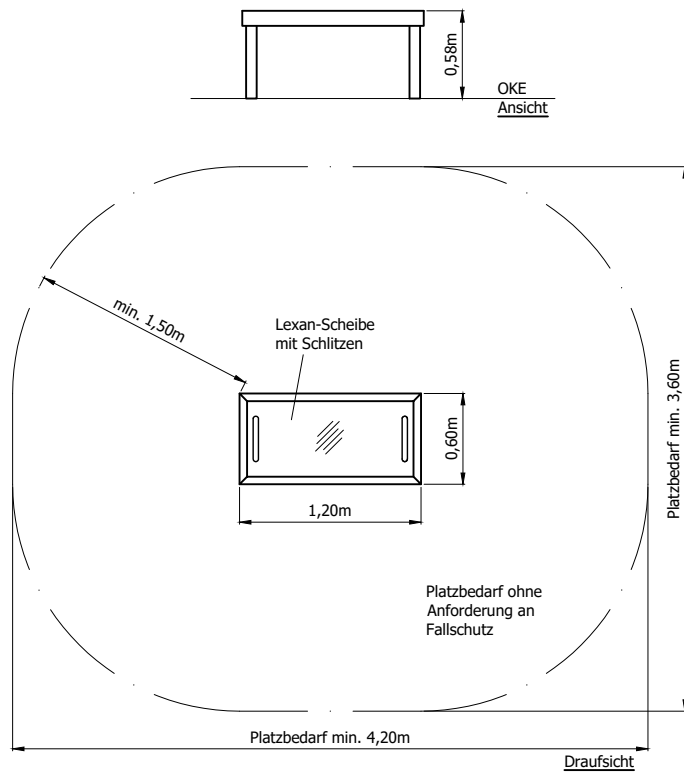 0,58m
OKE
Ansicht
min. 1,50m
Lexan-Scheibe
mit Schlitzen
0,60m
1,20m
Platzbedarf min. 3,60m
Platzbedarf ohne
Anforderung an
Fallschutz
Platzbedarf min. 4,20m
Draufsicht